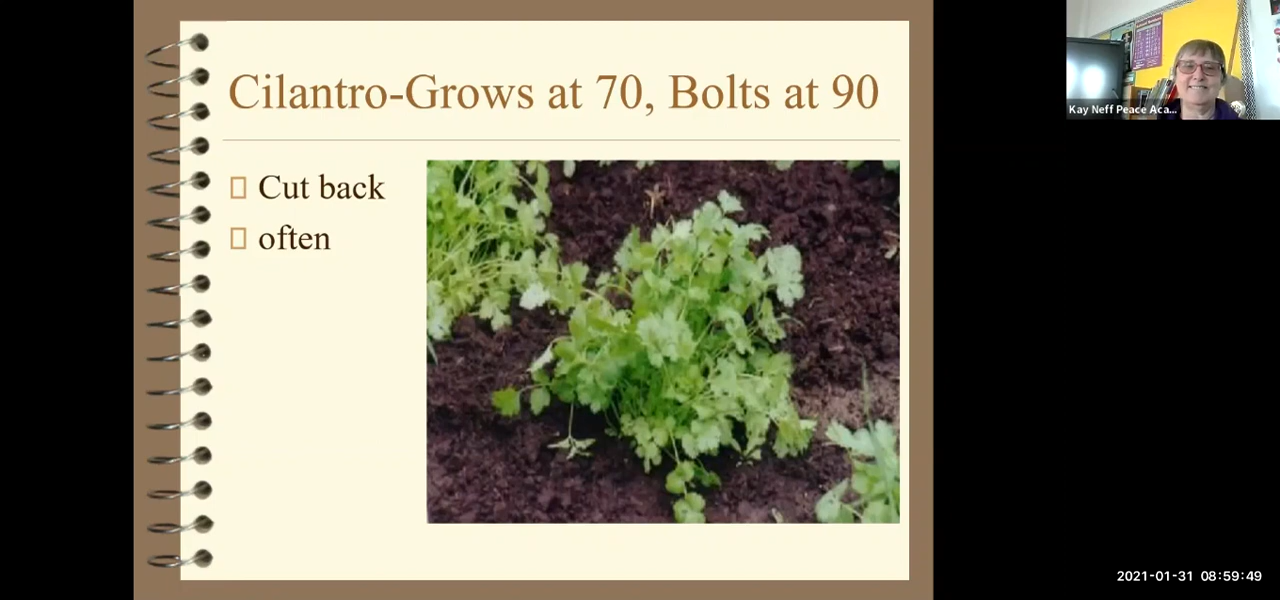 Cilantro-Grows at 70, Bolts at 90
Cut back
often
Kay Neff Peace Aca...
2021-01-31 08:59:49